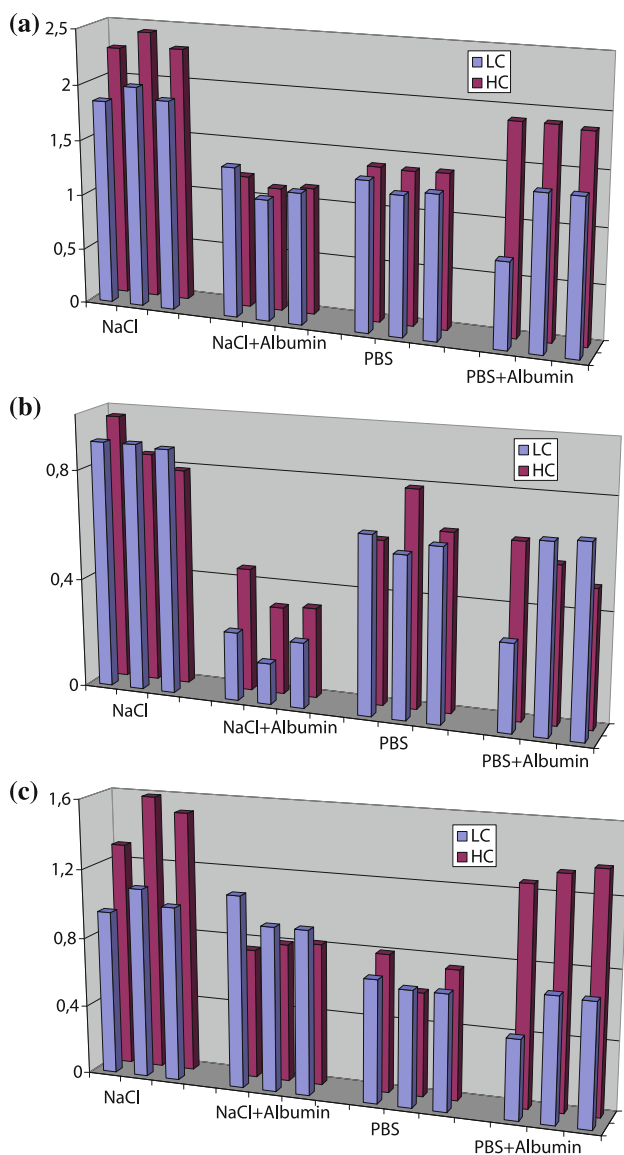 (a)
2,5
2
1,5
1
0,5
0
LC
HC
NaCl
NaCl+Albumin
PBS
PBS+Albumin
(b)
0,8
0,4
0
LC
HC
NaCl
NaCl+Albumin
PBS
PBS+Albumin
(c)
1,6
1,2
0,8
0,4
0
LC
HC
NaCl
NaCl+Albumin
PBS
PBS+Albumin